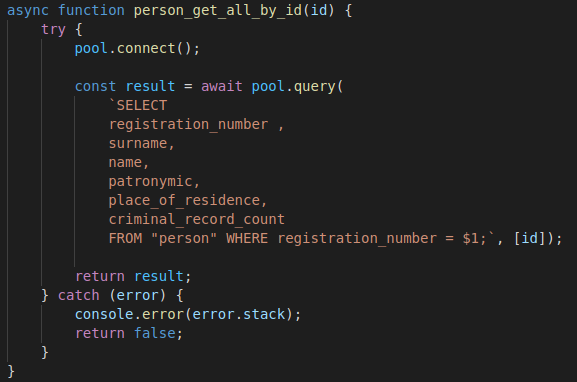 async function person_get_all_by_id(id) {
    try {
        pool.connect();

        const result = await pool.query(
            `SELECT
            registration_number ,
            surname,
            name,
            patronymic,
            place_of_residence,
            criminal_record_count
            FROM "person" WHERE registration_number = $1;`, [id]);

        return result;
    } catch (error) {
        console.error(error.stack);
        return false;
    }
}